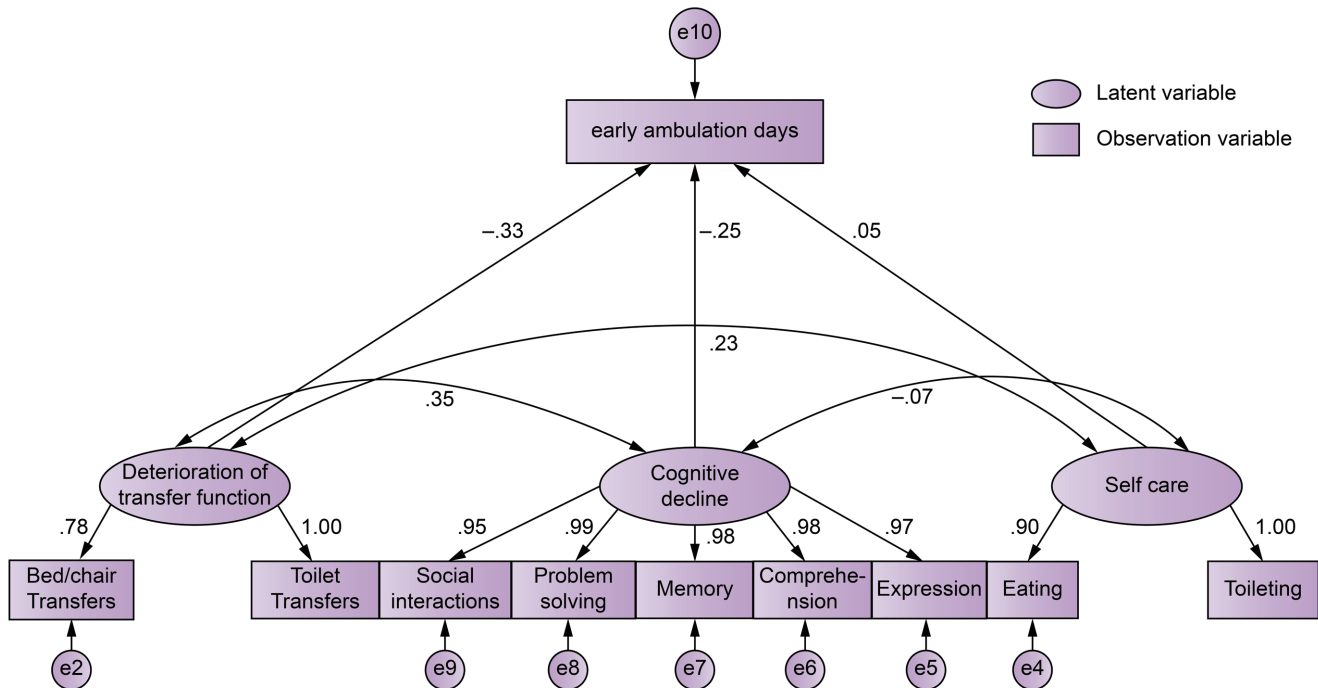 e10
Latent variable
early ambulation days
Observation variable
–.33
–.25
.05
.23
.35
–.07
Deterioration of
transfer function
Cognitive
decline
Self care
.78
1.00
.95
.99
.98
.98
.97
.90
1.00
Bed/chair
Transfers
Toilet
Transfers
Social
interactions
Problem
solving
Memory
Comprehe-
nsion
Expression
Eating
Toileting
e2
e9
e8
e7
e6
e5
e4